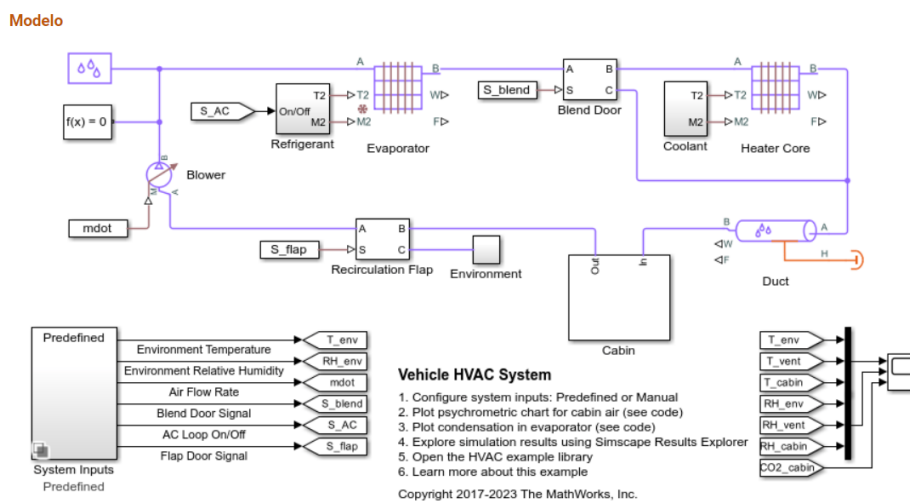 Modelo
A
B
A
B
S
C
A
B
T2
W
S_blend
T2
T2
W
S_AC
On/Off
T2
M2
M2
F
Blend Door
M2
M2
F
f(x) = 0
Refrigerant
Evaporator
Coolant
Heater Core
B
Blower
M
A
mdot
A
B
S
C
S_flap
Recirculation Flap
Environment
B
A
W
F
H
Duct
Out
In
Cabin
Predefined
T_env
Environment Temperature
RH_env
Environment Relative Humidity
mdot
Air Flow Rate
S_blend
Blend Door Signal
S_AC
AC Loop On/Off
S_flap
Flap Door Signal
System Inputs
Predefined
Vehicle HVAC System
1. Configure system inputs: Predefined or Manual
2. Plot psychrometric chart for cabin air (see code)
3. Plot condensation in evaporator (see code)
4. Explore simulation results using Simscape Results Explorer
5. Open the HVAC example library
6. Learn more about this example
Copyright 2017-2023 The MathWorks, Inc.
T_env
T_vent
T_cabin
RH_env
RH_vent
RH_cabin
CO2_cabin